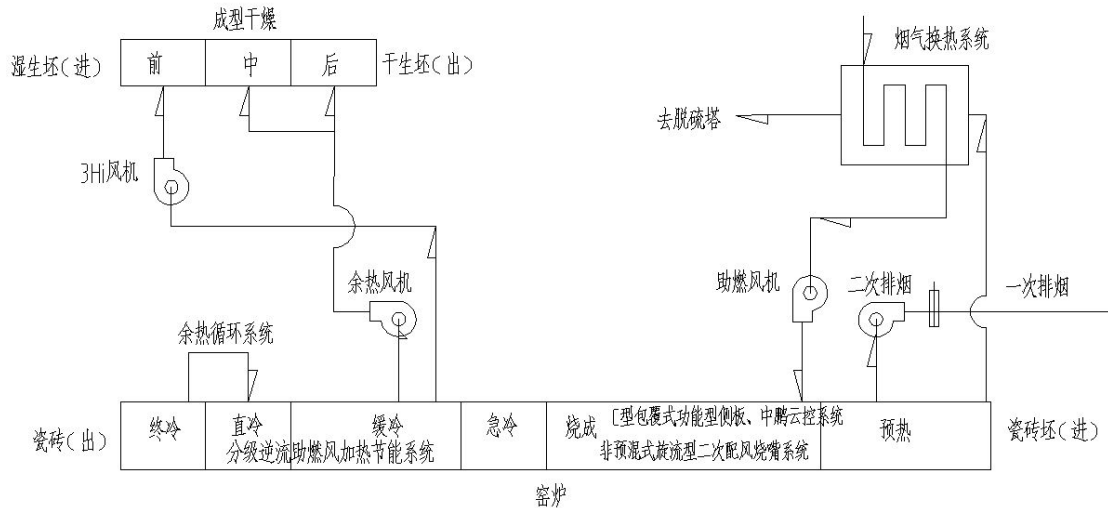 成型干燥
烟气换热系统
湿生坯(进)
前
中
后
干生坯(出)
去脱硫塔
3Hi风机
余热风机
助燃风机
二次排烟
一次排烟
余热循环系统
瓷砖(出)
终冷
直冷
缓冷
急冷
烧成
[型包覆式功能型侧板、中鹏云控系统
预热
瓷砖坯(进)
分级逆流助燃风加热节能系统
非预混式旋流型二次配风烧嘴系统
窑炉